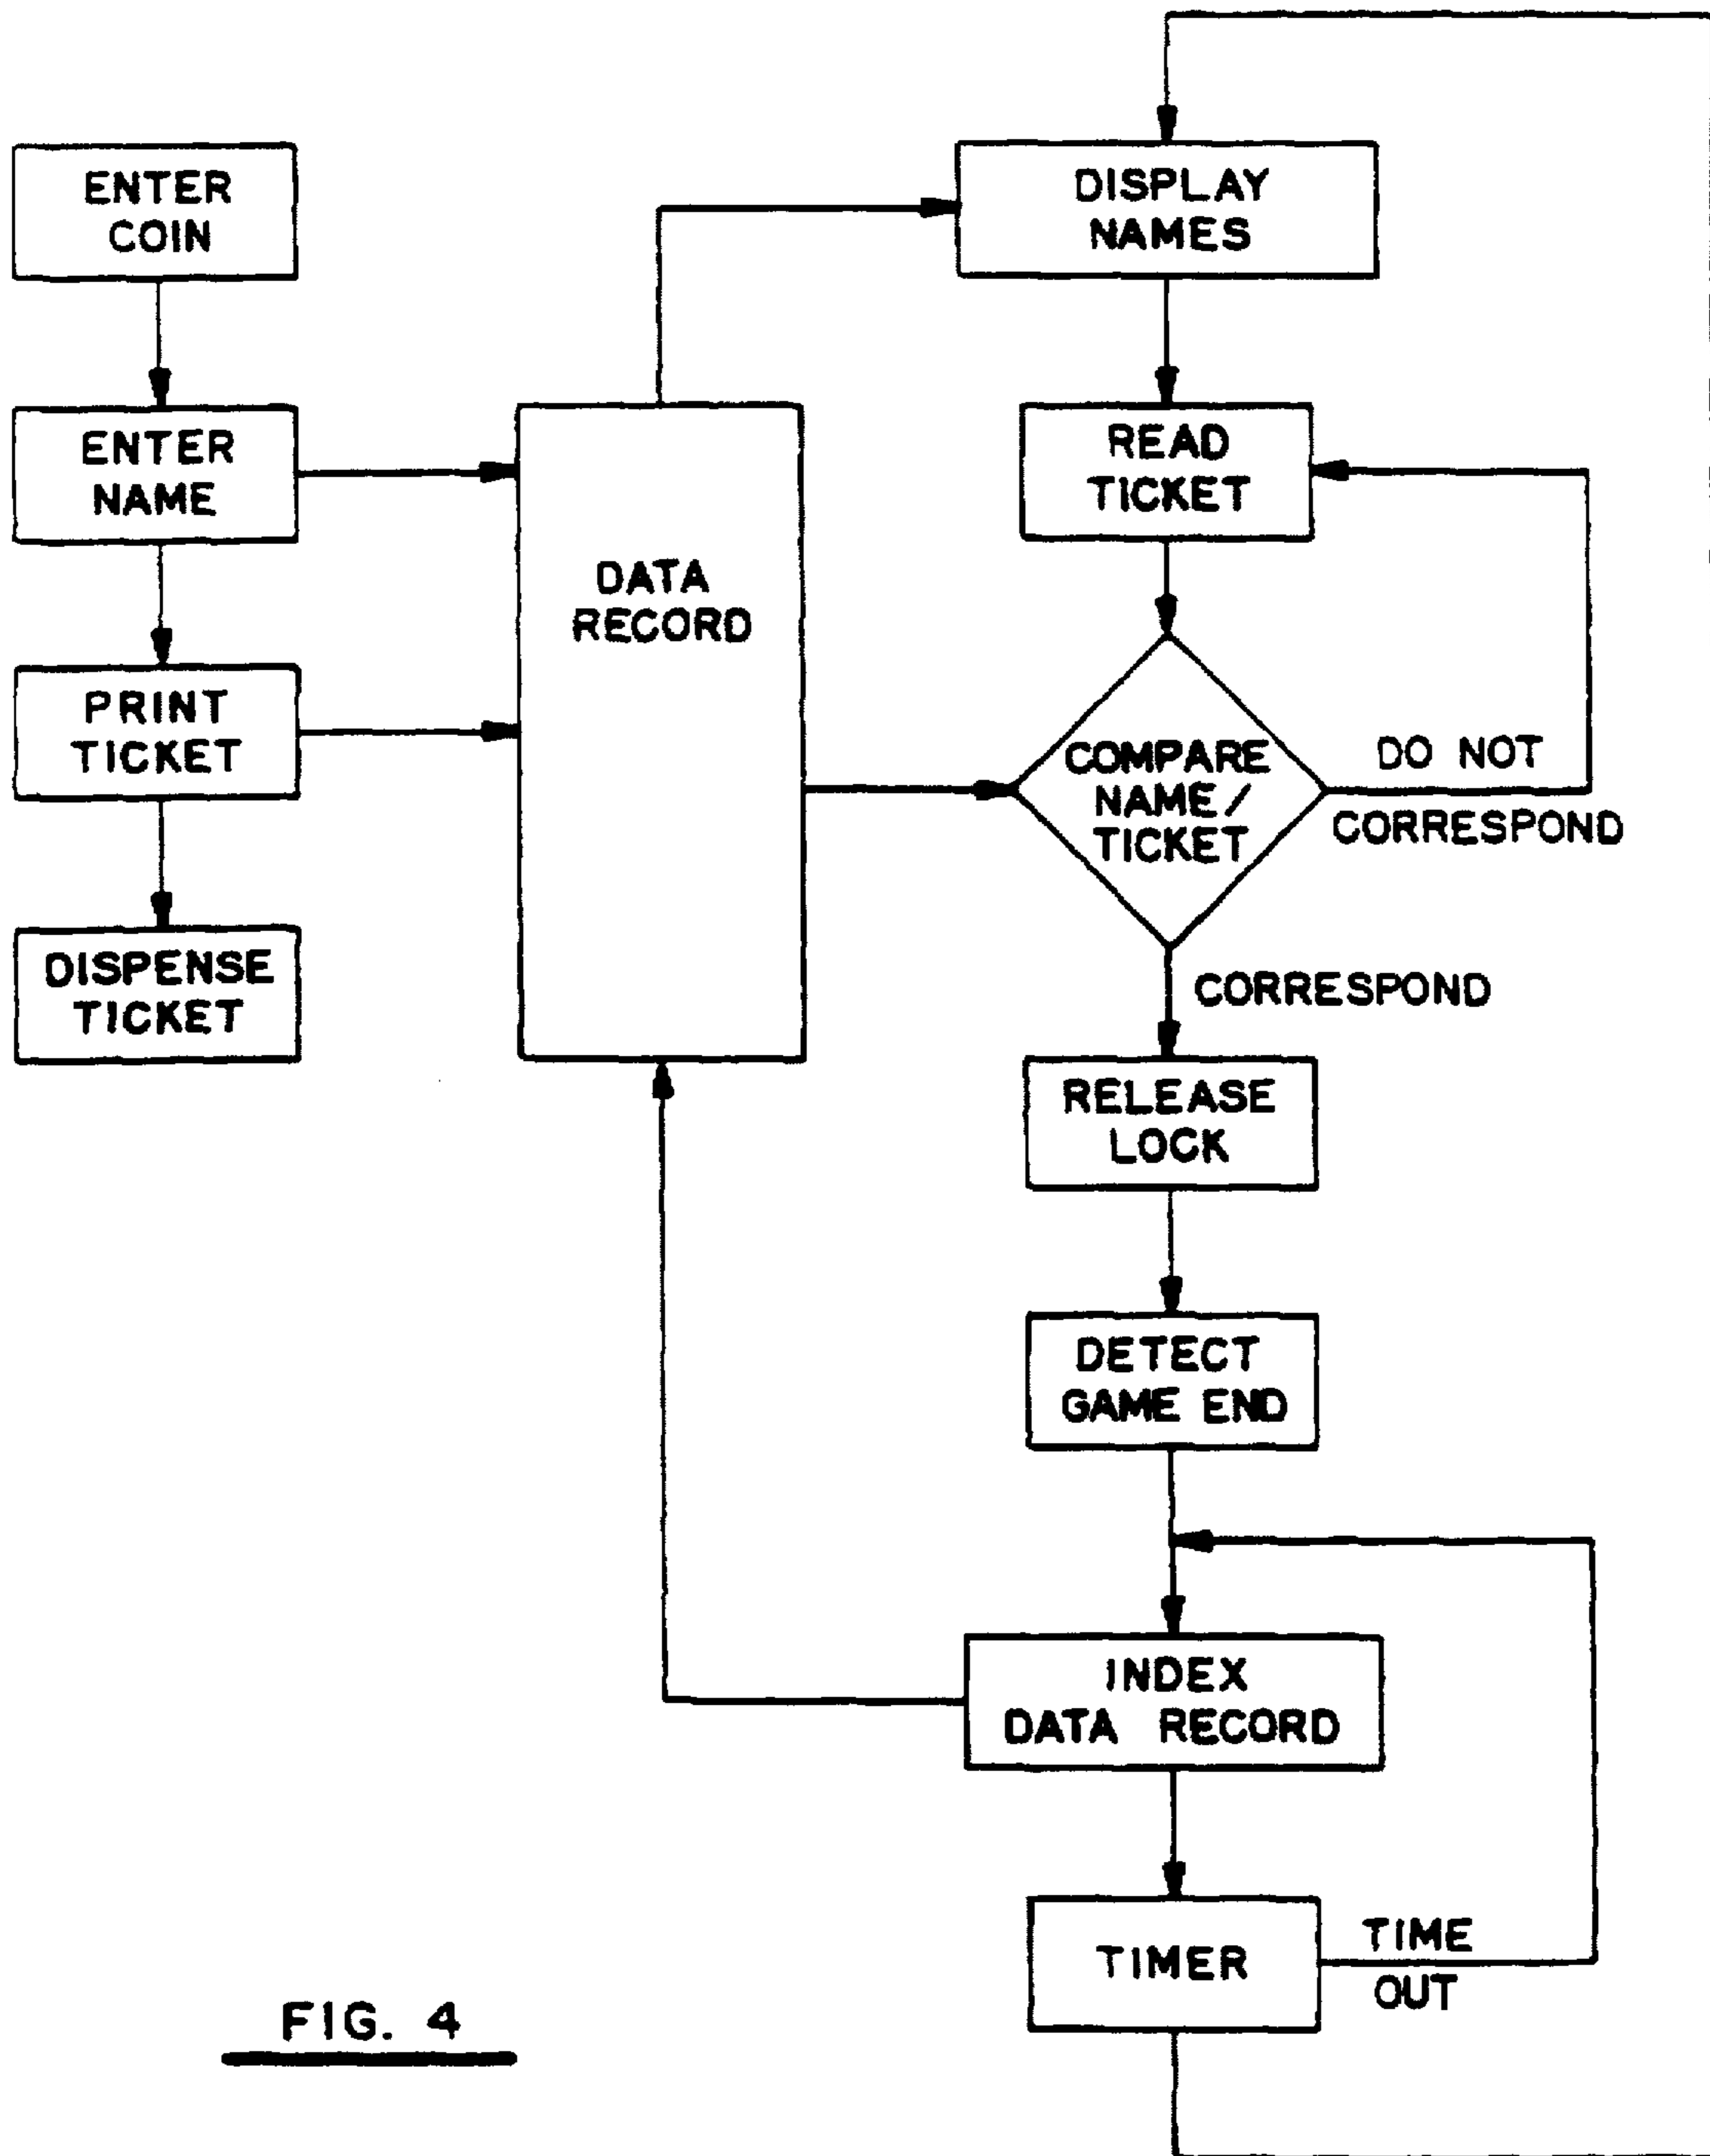 ENTER
COIN
ENTER
NAME
PRINT
TICKET
DISPENSE
TICKET
DATA
RECORD
DISPLAY
NAMES
READ
TICKET
COMPARE
NAME/
TICKET
DO NOT
CORRESPOND
CORRESPOND
RELEASE
LOCK
DETECT
GAME END
INDEX
DATA RECORD
TIMER
TIME
OUT
FIG. 4